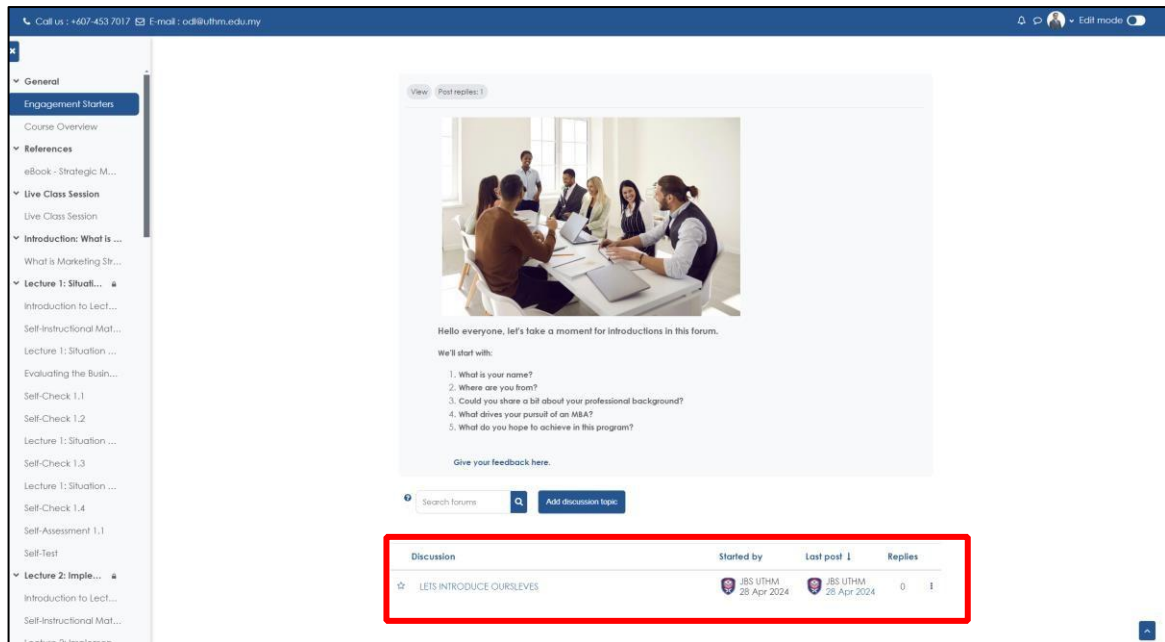 Call us : +607-453 7017 E-mail : odl@uthm.edu.my
Edit mode
General
Engagement Starters
Course Overview
References
eBook - Strategic M...
Live Class Session
Live Class Session
Introduction: What is ...
What is Marketing Str...
Lecture 1: Situati...
Introduction to Lect...
Self-Instructional Mat...
Lecture 1: Situation ...
Evaluating the Busin...
Self-Check 1.1
Self-Check 1.2
Lecture 1: Situation ...
Self-Check 1.3
Lecture 1: Situation ...
Self-Check 1.4
Self-Assessment 1.1
Self-Test
Lecture 2: Imple...
Introduction to Lect...
Self-Instructional Mat...
View Post replies: 1
Hello everyone, let's take a moment for introductions in this forum.
We'll start with:
1. What is your name?
2. Where are you from?
3. Could you share a bit about your professional background?
4. What drives your pursuit of an MBA?
5. What do you hope to achieve in this program?
Give your feedback here.
Search forums
Add discussion topic
Discussion Started by Last post ↓ Replies
LETS INTRODUCE OURSLEVES JBS UTHM JBS UTHM 0
28 Apr 2024 28 Apr 2024